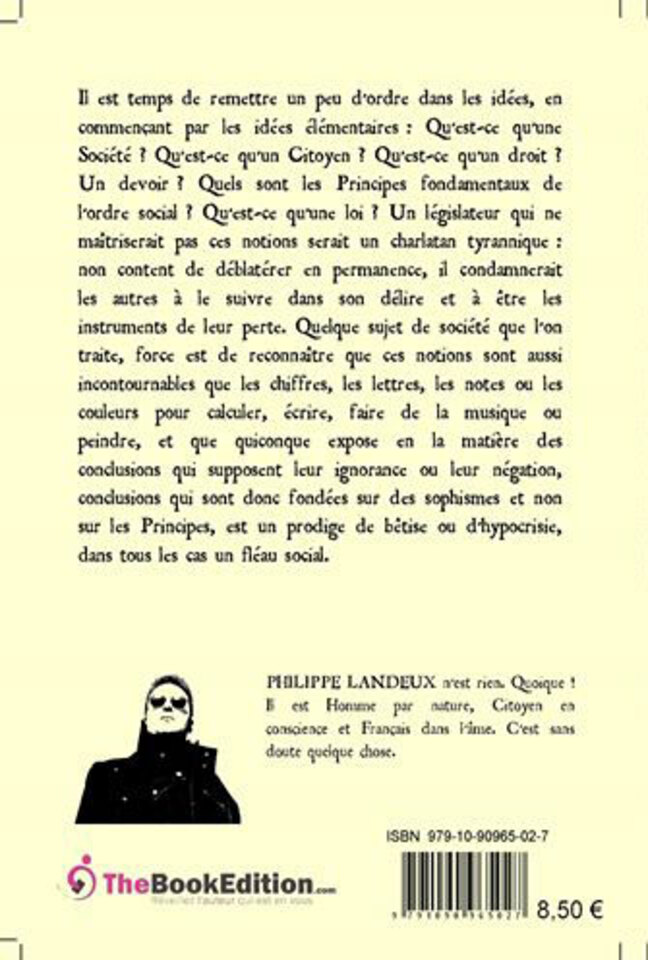 Il est temps de remettre un peu d'ordre dans les idées, en
commençant par les idées élémentaires : Qu'est-ce qu'une
Société ? Qu'est-ce qu'un Citoyen ? Qu'est-ce qu'un droit ?
Un devoir ? Quels sont les Principes fondamentaux de
l'ordre social ? Qu'est-ce qu'une loi ? Un législateur qui ne
maîtriserait pas ces notions serait un charlatan tyrannique :
non content de déblatérer en permanence, il condamnerait
les autres à le suivre dans son délire et à être les
instruments de leur perte. Quelque sujet de société que l'on
traite, force est de reconnaître que ces notions sont aussi
incontournables que les chiffres, les lettres, les notes ou les
couleurs pour calculer, écrire, faire de la musique ou
peindre, et que quiconque expose en la matière des
conclusions qui supposent leur ignorance ou leur négation,
conclusions qui sont donc fondées sur des sophismes et non
sur les Principes, est un prodige de bêtise ou d'hypocrisie,
dans tous les cas un fléau social.
PHILIPPE LANDEUX n'est rien. Quoique !
Il est Homme par nature, Citoyen en
conscience et Français dans l'âme. C'est sans
doute quelque chose.
ISBN 979-10-90965-02-7
TheBookEdition.com
Réveillez l'auteur qui est en vous
9 791090 965027
8,50 €